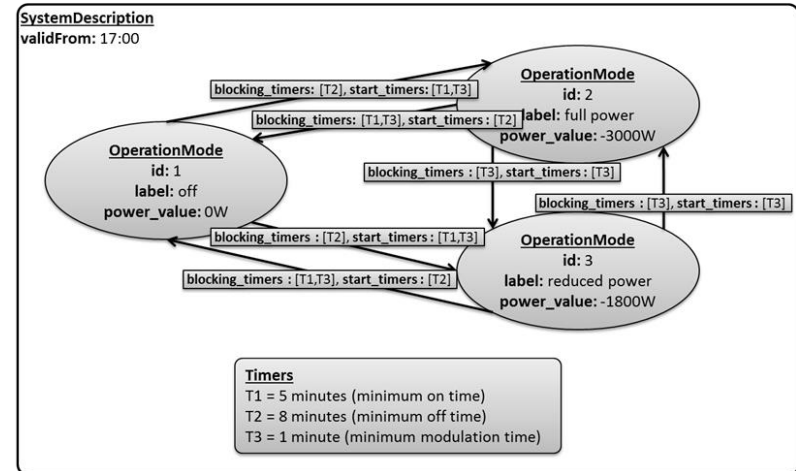 SystemDescription
validFrom: 17:00
OperationMode
id: 2
label: full power
power_value: -3000W
blocking_timers: [T2], start_timers: [T1,T3]
blocking_timers: [T1,T3], start_timers: [T2]
OperationMode
id: 1
label: off
power_value: 0W
blocking_timers : [T3], start_timers: [T3]
blocking_timers : [T3], start_timers: [T3]
blocking_timers : [T2], start_timers : [T1,T3]
blocking_timers : [T1,T3], start_timers: [T2]
OperationMode
id: 3
label: reduced power
power_value: -1800W
Timers
T1 = 5 minutes (minimum on time)
T2 = 8 minutes (minimum off time)
T3 = 1 minute (minimum modulation time)